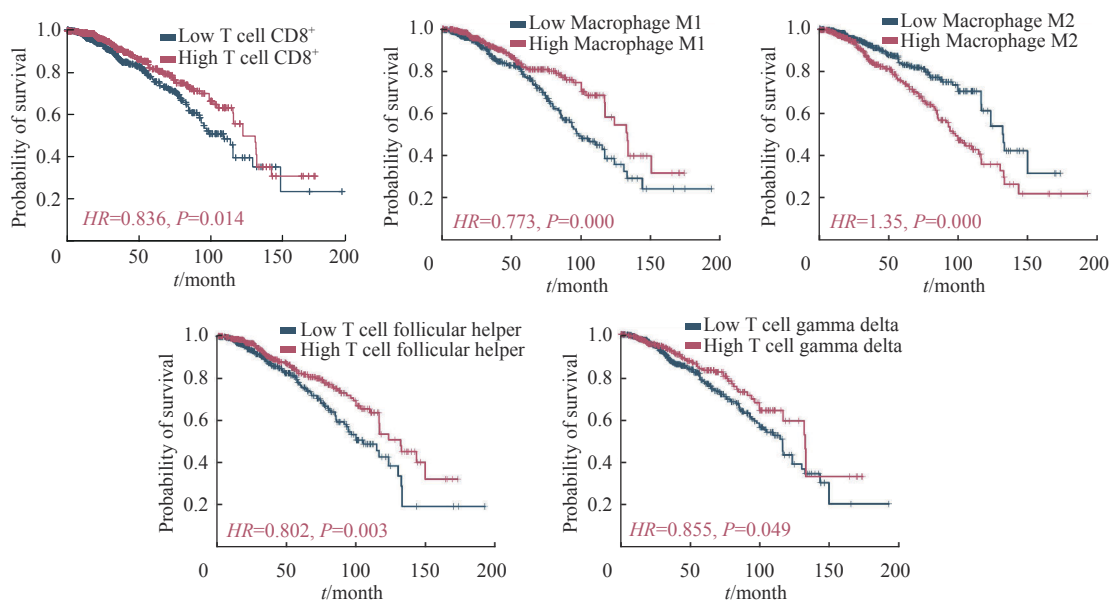 Low T cell CD8⁺
High T cell CD8⁺
Probability of survival
1.0
0.8
0.6
0.4
0.2
HR=0.836, P=0.014
0 50 100 150 200
t/month
Low Macrophage M1
High Macrophage M1
Probability of survival
1.0
0.8
0.6
0.4
0.2
HR=0.773, P=0.000
0 50 100 150 200
t/month
Low Macrophage M2
High Macrophage M2
Probability of survival
1.0
0.8
0.6
0.4
0.2
HR=1.35, P=0.000
0 50 100 150 200
t/month
Low T cell follicular helper
High T cell follicular helper
Probability of survival
1.0
0.8
0.6
0.4
0.2
HR=0.802, P=0.003
0 50 100 150 200
t/month
Low T cell gamma delta
High T cell gamma delta
Probability of survival
1.0
0.8
0.6
0.4
0.2
HR=0.855, P=0.049
0 50 100 150 200
t/month